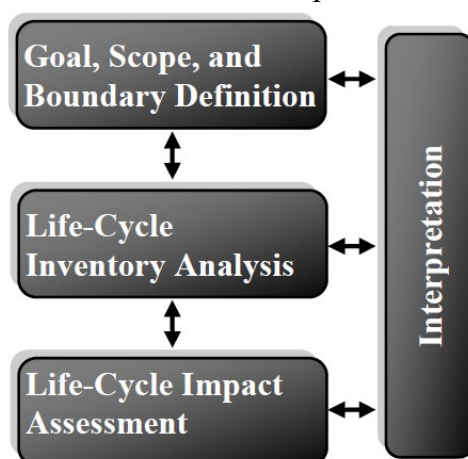 Goal, Scope, and
Boundary Definition
Life-Cycle
Inventory Analysis
Life-Cycle Impact
Assessment
Interpretation